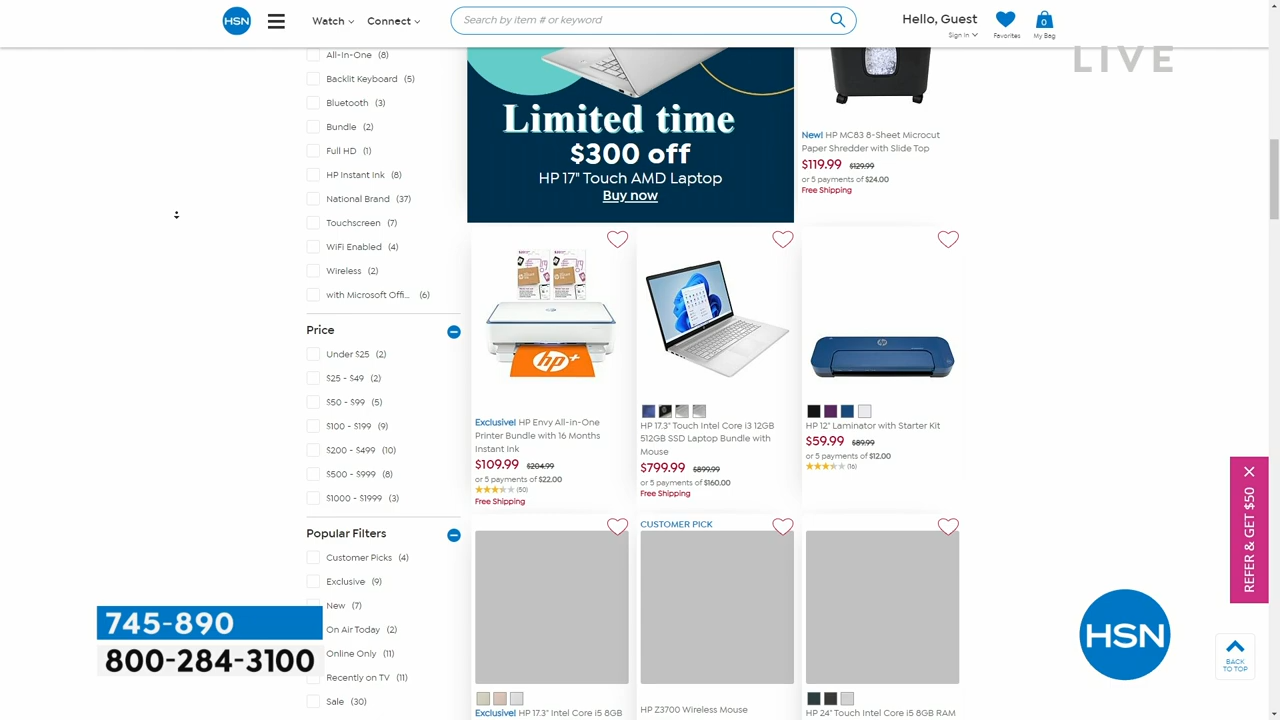 HSN
Watch
Connect
Search by item # or keyword
Hello, Guest
Sign In
Favorites
0
My Bag
LIVE
All-In-One (8)
Backlit Keyboard (5)
Bluetooth (3)
Bundle (2)
Full HD (1)
HP Instant Ink (8)
National Brand (37)
Touchscreen (7)
WiFi Enabled (4)
Wireless (2)
with Microsoft Offi... (6)
Price
Under $25 (2)
$25 - $49 (2)
$50 - $99 (5)
$100 - $199 (9)
$200 - $499 (10)
$500 - $999 (8)
$1000 - $1999 (3)
Popular Filters
Customer Picks (4)
Exclusive (9)
New (7)
On Air Today (2)
Online Only (11)
Recently on TV (11)
Sale (30)
Limited time
$300 off
HP 17" Touch AMD Laptop
Buy now
New! HP MC83 8-Sheet Microcut
Paper Shredder with Slide Top
$119.99 $129.99
or 5 payments of $24.00
Free Shipping
hp+
Exclusive! HP Envy All-in-One
Printer Bundle with 16 Months
Instant Ink
$109.99 $204.99
or 5 payments of $22.00
(50)
Free Shipping
HP 17.3" Touch Intel Core i3 12GB
512GB SSD Laptop Bundle with
Mouse
$799.99 $899.99
or 5 payments of $160.00
Free Shipping
hp
HP 12" Laminator with Starter Kit
$59.99 $89.99
or 5 payments of $12.00
(16)
CUSTOMER PICK
Exclusive! HP 17.3" Intel Core i5 8GB
HP Z3700 Wireless Mouse
HP 24" Touch Intel Core i5 8GB RAM
745-890
800-284-3100
REFER & GET $50
HSN
BACK
TO TOP